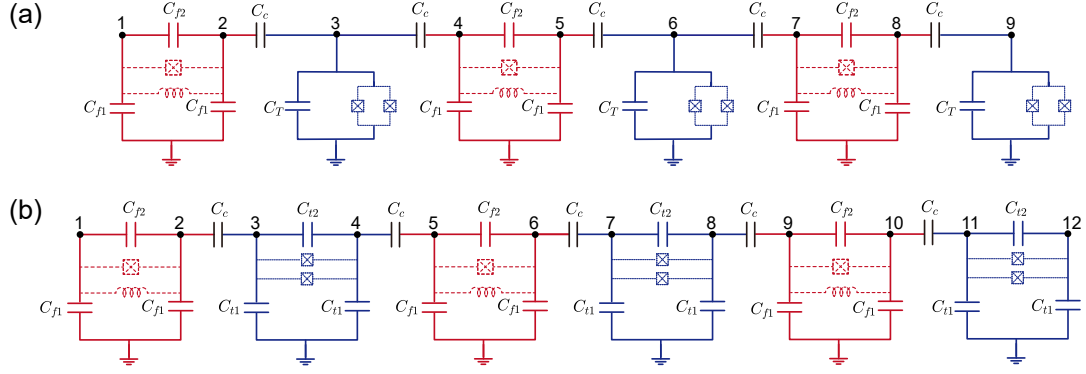 (a)
1 C_{f2} 2 C_c 3 C_c 4 C_{f2} 5 C_c 6 C_c 7 C_{f2} 8 C_c 9
C_{f1} C_{f1} C_T C_{f1} C_{f1} C_T C_{f1} C_{f1} C_T
(b)
1 C_{f2} 2 C_c 3 C_{t2} 4 C_c 5 C_{f2} 6 C_c 7 C_{t2} 8 C_c 9 C_{f2} 10 C_c 11 C_{t2} 12
C_{f1} C_{f1} C_{t1} C_{t1} C_{f1} C_{f1} C_{t1} C_{t1} C_{f1} C_{f1} C_{t1} C_{t1}